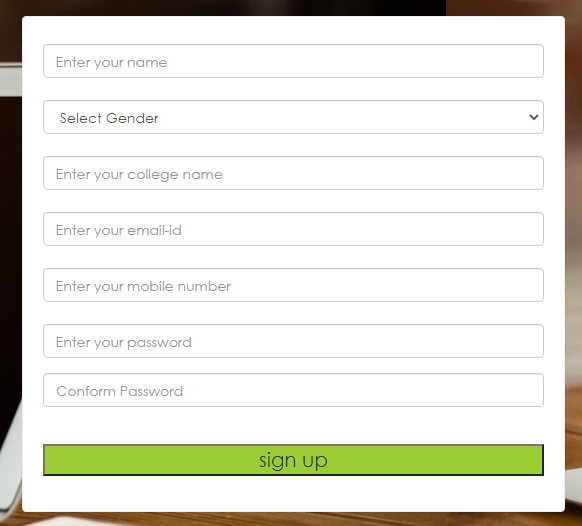 Enter your name
Select Gender
Enter your college name
Enter your email-id
Enter your mobile number
Enter your password
Conform Password
sign up